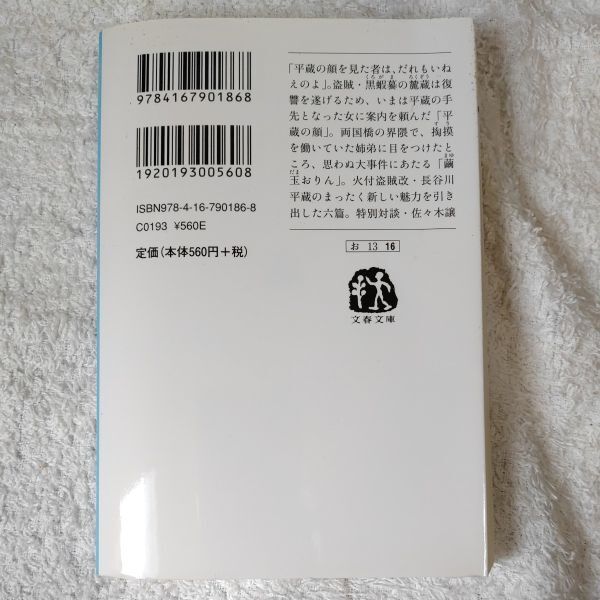 9784167901868
1920193005608
ISBN978-4-16-790186-8
C0193 ¥560E
定価(本体560円+税)
「平蔵の顔を見た者は、だれもいね
えのよ」。盗賊・黒蝦蟇の麓蔵は復
讐を遂げるため、いまは平蔵の手
先となった女に案内を頼んだ「平
蔵の顔」。両国橋の界隈で、掏摸
を働いていた姉弟に目をつけたと
ころ、思わぬ大事件にあたる「繭
玉おりん」。火付盗賊改・長谷川
平蔵のまったく新しい魅力を引き
出した六篇。特別対談・佐々木譲
お 13 16
文春文庫